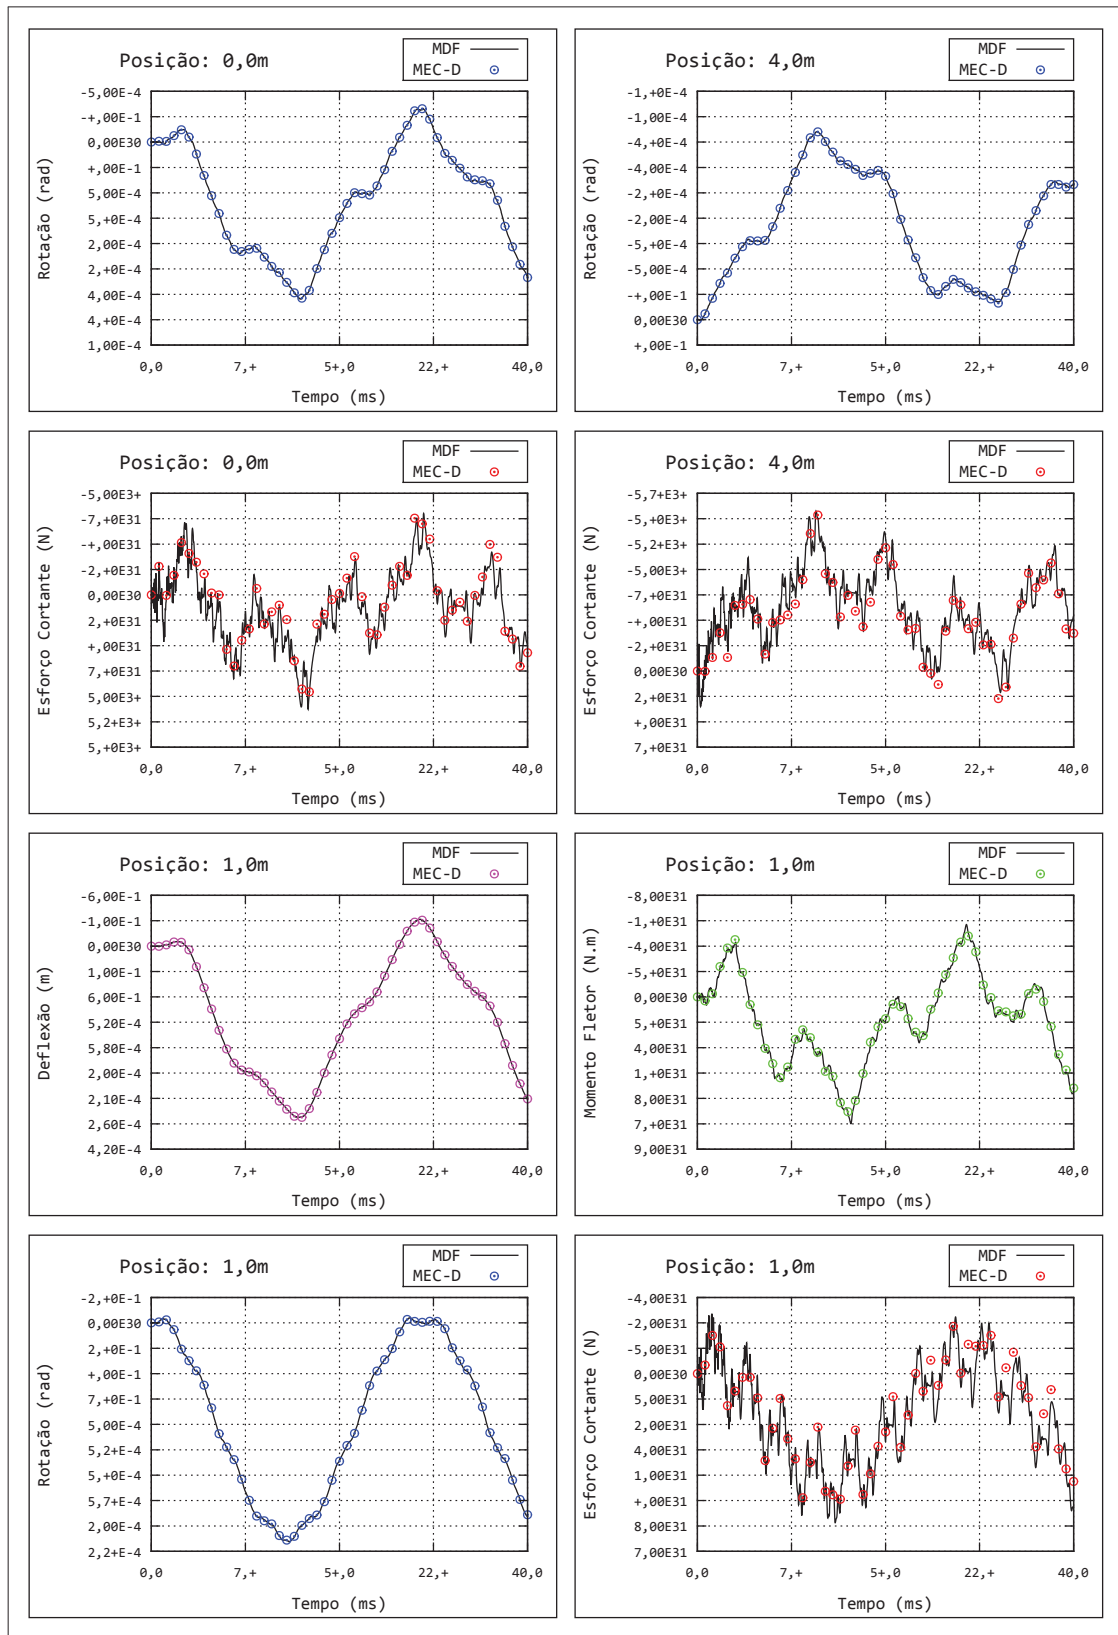 MDF
Posição: 0,0m
MEC-D
-5,00E-4
-+,00E-1
0,00E30
+,00E-1
5,00E-4
5,+0E-4
2,00E-4
2,+0E-4
4,00E-4
4,+0E-4
1,00E-4
Rotação (rad)
0,0
7,+
5+,0
22,+
40,0
Tempo (ms)
MDF
Posição: 4,0m
MEC-D
-1,+0E-4
-1,00E-4
-4,+0E-4
-4,00E-4
-2,+0E-4
-2,00E-4
-5,+0E-4
-5,00E-4
-+,00E-1
0,00E30
+,00E-1
Rotação (rad)
0,0
7,+
5+,0
22,+
40,0
Tempo (ms)
MDF
Posição: 0,0m
MEC-D
-5,00E3+
-7,+0E31
-+,00E31
-2,+0E31
0,00E30
2,+0E31
+,00E31
7,+0E31
5,00E3+
5,2+E3+
5,+0E3+
Esforço Cortante (N)
0,0
7,+
5+,0
22,+
40,0
Tempo (ms)
MDF
Posição: 4,0m
MEC-D
-5,7+E3+
-5,+0E3+
-5,2+E3+
-5,00E3+
-7,+0E31
-+,00E31
-2,+0E31
0,00E30
2,+0E31
+,00E31
7,+0E31
Esforço Cortante (N)
0,0
7,+
5+,0
22,+
40,0
Tempo (ms)
MDF
Posição: 1,0m
MEC-D
-6,00E-1
-1,00E-1
0,00E30
1,00E-1
6,00E-1
5,20E-4
5,80E-4
2,00E-4
2,10E-4
2,60E-4
4,20E-4
Deflexão (m)
0,0
7,+
5+,0
22,+
40,0
Tempo (ms)
MDF
Posição: 1,0m
MEC-D
-8,00E31
-1,+0E31
-4,00E31
-5,+0E31
0,00E30
5,+0E31
4,00E31
1,+0E31
8,00E31
7,+0E31
9,00E31
Momento Fletor (N.m)
0,0
7,+
5+,0
22,+
40,0
Tempo (ms)
MDF
Posição: 1,0m
MEC-D
-2,+0E-1
0,00E30
2,+0E-1
+,00E-1
7,+0E-1
5,00E-4
5,2+E-4
5,+0E-4
5,7+E-4
2,00E-4
2,2+E-4
Rotação (rad)
0,0
7,+
5+,0
22,+
40,0
Tempo (ms)
MDF
Posição: 1,0m
MEC-D
-4,00E31
-2,00E31
-5,00E31
0,00E30
5,00E31
2,00E31
4,00E31
1,00E31
+,00E31
8,00E31
7,00E31
Esforço Cortante (N)
0,0
7,+
5+,0
22,+
40,0
Tempo (ms)